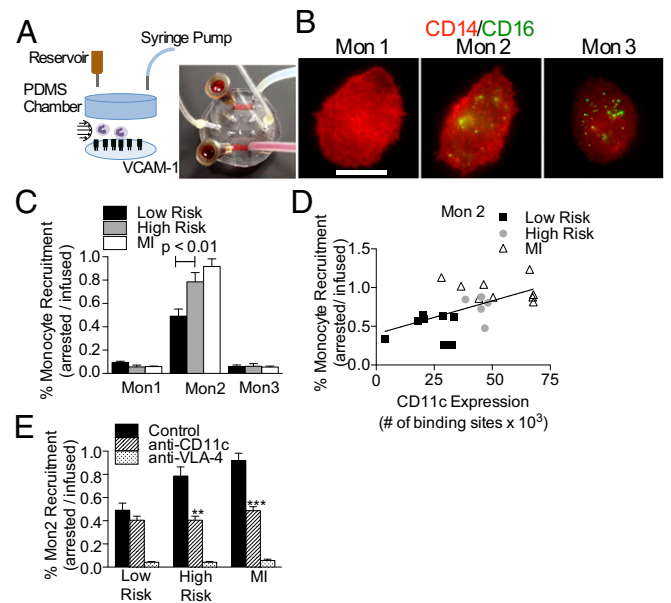 A
Reservoir
Syringe Pump
PDMS
Chamber
VCAM-1
B
CD14/CD16
Mon 1
Mon 2
Mon 3
C
Low Risk
High Risk
MI
p < 0.01
% Monocyte Recruitment
(arrested / infused)
1.0
0.8
0.6
0.4
0.2
0.0
Mon1
Mon2
Mon3
D
Mon 2
Low Risk
High Risk
MI
% Monocyte Recruitment
(arrested/ infused)
1.5
1.0
0.5
0.0
0
25
50
75
CD11c Expression
(# of binding sites x 10³)
E
Control
anti-CD11c
anti-VLA-4
% Mon2 Recruitment
(arrested / infused)
1.0
0.8
0.6
0.4
0.2
0.0
**
***
Low
Risk
High
Risk
MI